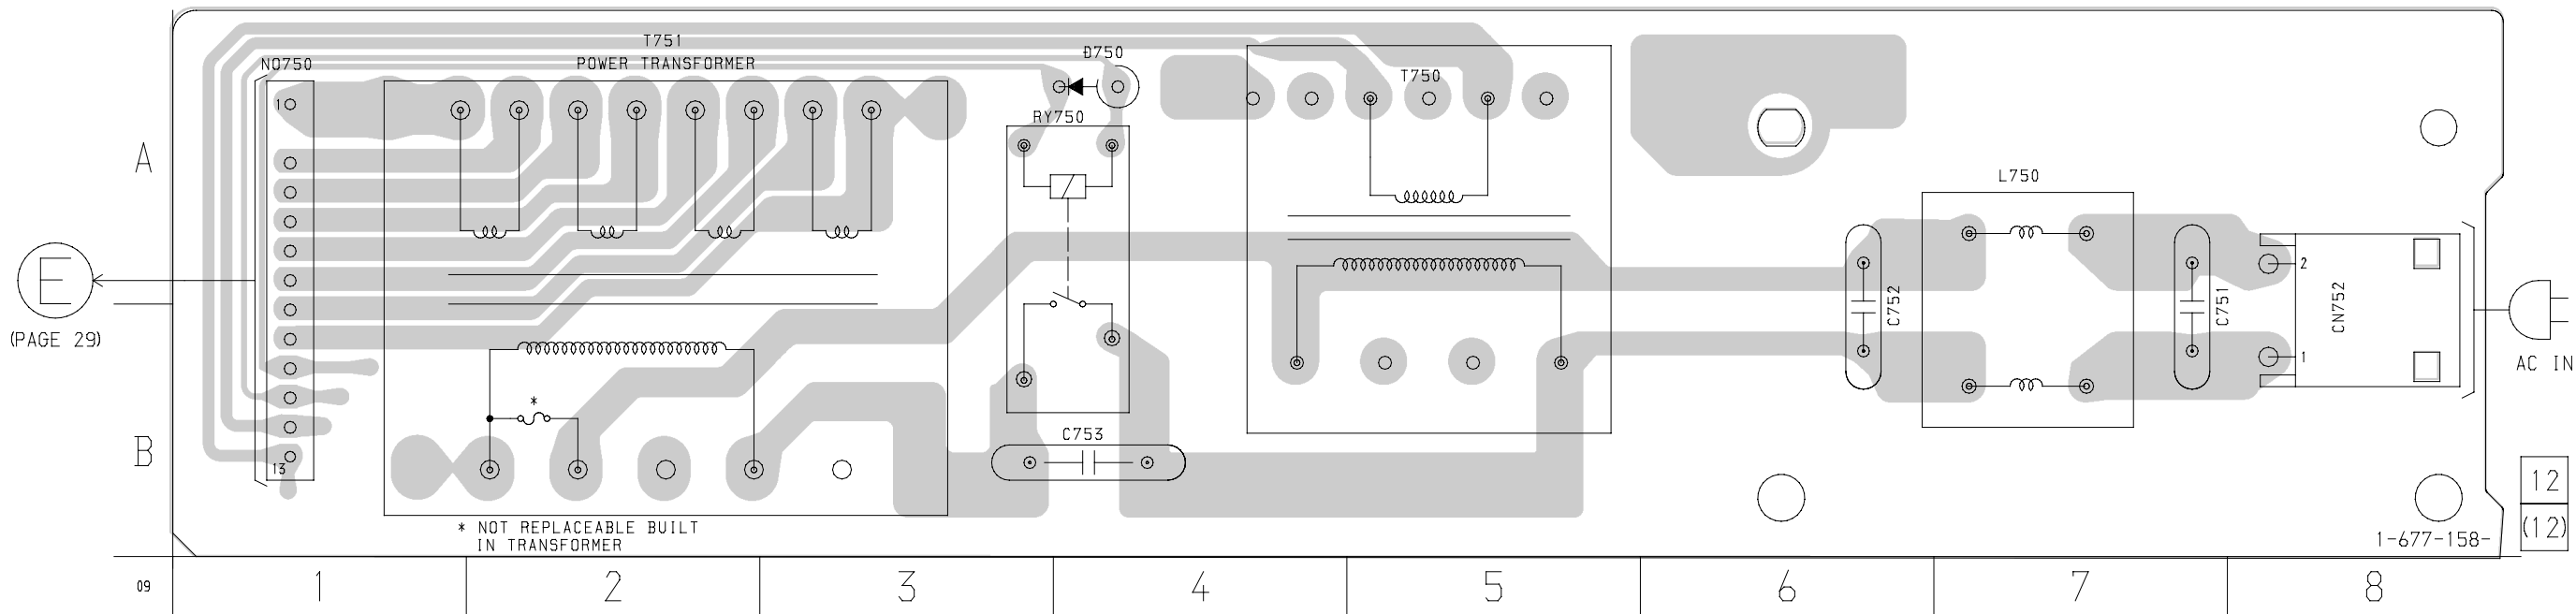 T751
POWER TRANSFORMER
NO750
D750
T750
1
RY750
A
L750
E
(PAGE 29)
2
C752
C751
CN752
1
AC IN
*
C753
B
13
* NOT REPLACEABLE BUILT
IN TRANSFORMER
12
(12)
1-677-158-
09
1 2 3 4 5 6 7 8